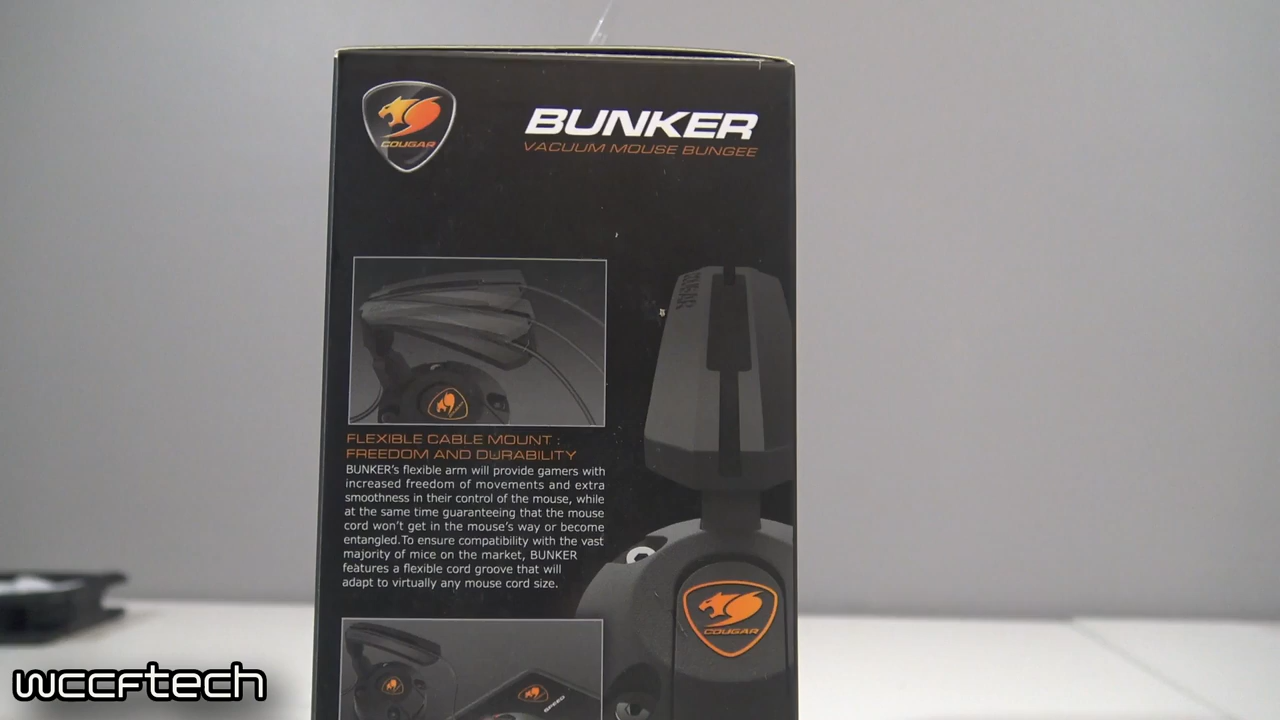 COUGAR
BUNKER
VACUUM MOUSE BUNGEE
COUGAR
FLEXIBLE CABLE MOUNT :
FREEDOM AND DURABILITY
BUNKER's flexible arm will provide gamers with
increased freedom of movements and extra
smoothness in their control of the mouse, while
at the same time guaranteeing that the mouse
cord won't get in the mouse's way or become
entangled.To ensure compatibility with the vast
majority of mice on the market, BUNKER
features a flexible cord groove that will
adapt to virtually any mouse cord size.
COUGAR
SPEED
wccftech